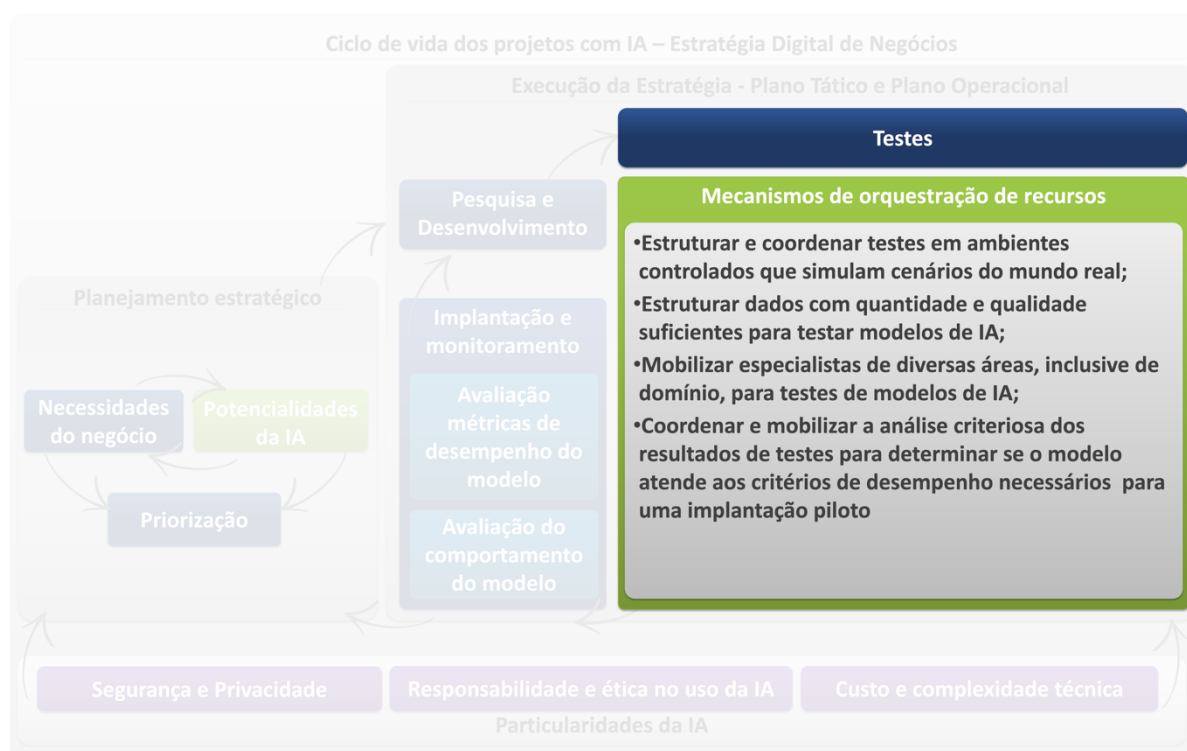 Ciclo de vida dos projetos com IA – Estratégia Digital de Negócios
Execução da Estratégia - Plano Tático e Plano Operacional
Testes
Pesquisa e
Desenvolvimento
Mecanismos de orquestração de recursos
•Estruturar e coordenar testes em ambientes
controlados que simulam cenários do mundo real;
•Estruturar dados com quantidade e qualidade
suficientes para testar modelos de IA;
•Mobilizar especialistas de diversas áreas, inclusive de
domínio, para testes de modelos de IA;
•Coordenar e mobilizar a análise criteriosa dos
resultados de testes para determinar se o modelo
atende aos critérios de desempenho necessários para
uma implantação piloto
Planejamento estratégico
Necessidades
do negócio
Potencialidades
da IA
Priorização
Implantação e
monitoramento
Avaliação
métricas de
desempenho do
modelo
Avaliação do
comportamento
do modelo
Segurança e Privacidade
Responsabilidade e ética no uso da IA
Custo e complexidade técnica
Particularidades da IA